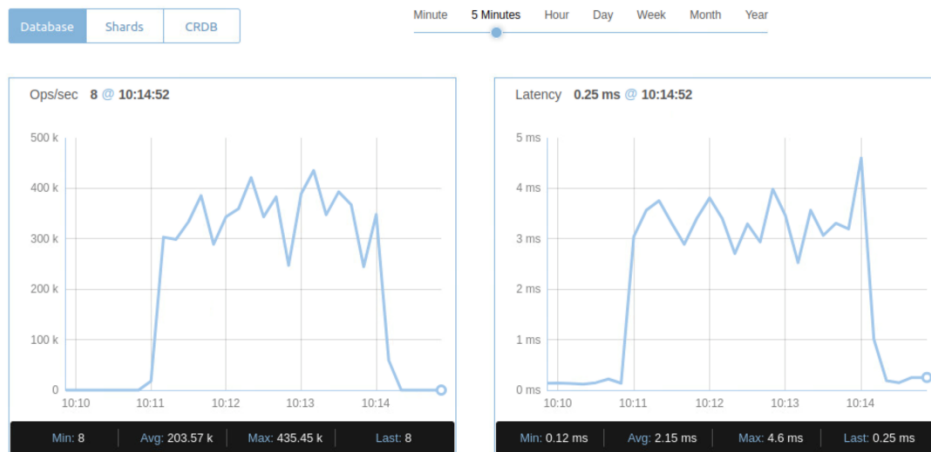 Database Shards CRDB
Minute 5 Minutes Hour Day Week Month Year
Ops/sec 8 @ 10:14:52
500 k
400 k
300 k
200 k
100 k
0
10:10 10:11 10:12 10:13 10:14
Min: 8 Avg: 203.57 k Max: 435.45 k Last: 8
Latency 0.25 ms @ 10:14:52
5 ms
4 ms
3 ms
2 ms
1 ms
0 ms
10:10 10:11 10:12 10:13 10:14
Min: 0.12 ms Avg: 2.15 ms Max: 4.6 ms Last: 0.25 ms